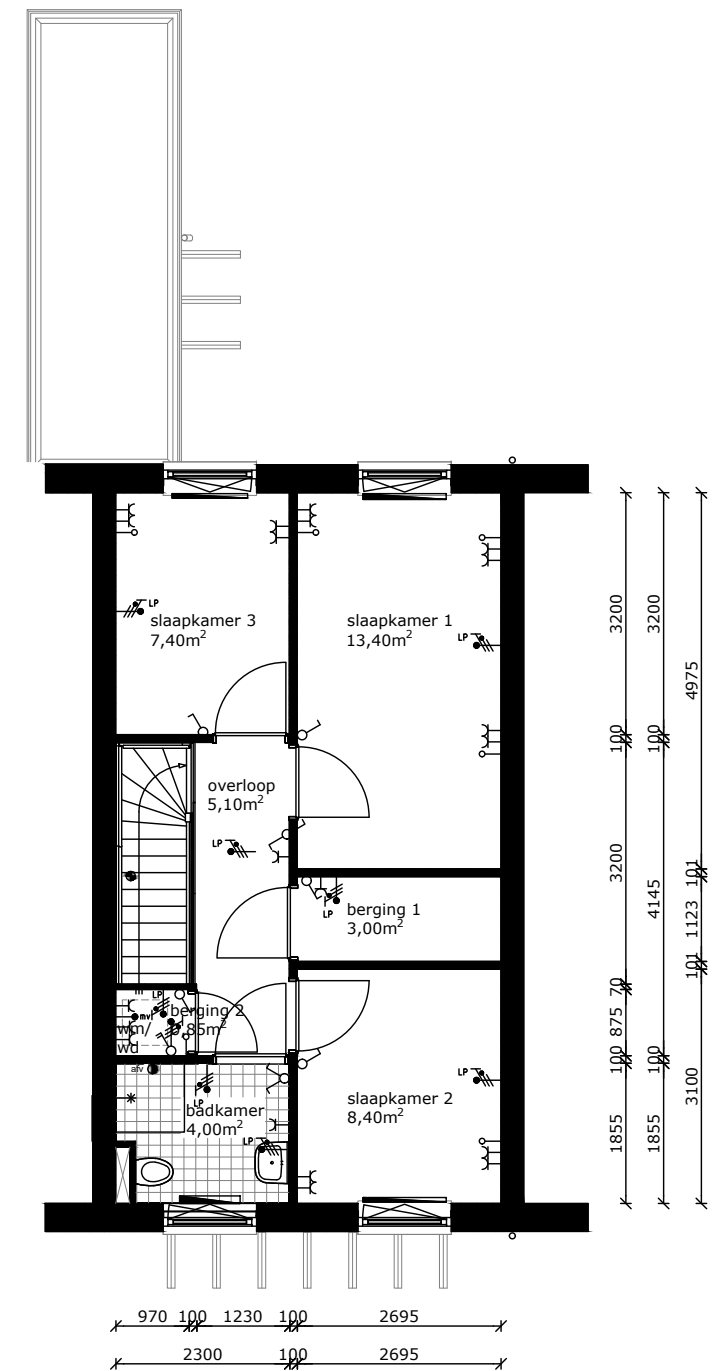 LP
slaapkamer 3
7,40m²
slaapkamer 1
13,40m²
LP
overloop
5,10m²
LP
berging 1
3,00m²
LP
m
LP
mvl
berging 2
0,85m²
wm/
wd
afv
LP
badkamer
4,00m²
LP
slaapkamer 2
8,40m²
LP
3200
100
3200
70
875
100
1855
3200
100
4145
100
1855
4975
101
1123
101
3100
970 100 1230 100 2695
2300 100 2695